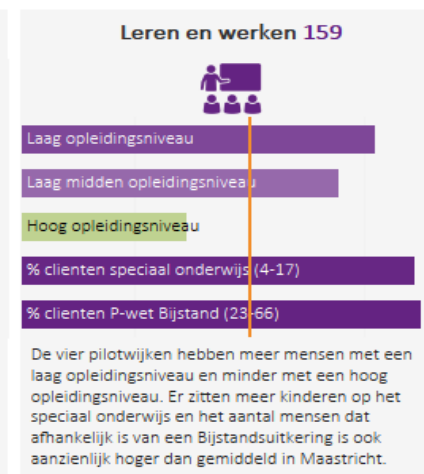 Leren en werken 159
Laag opleidingsniveau
Laag midden opleidingsniveau
Hoog opleidingsniveau
% clienten speciaal onderwijs (4-17)
% clienten P-wet Bijstand (23-66)
De vier pilotwijken hebben meer mensen met een
laag opleidingsniveau en minder met een hoog
opleidingsniveau. Er zitten meer kinderen op het
speciaal onderwijs en het aantal mensen dat
afhankelijk is van een Bijstandsuitkering is ook
aanzienlijk hoger dan gemiddeld in Maastricht.